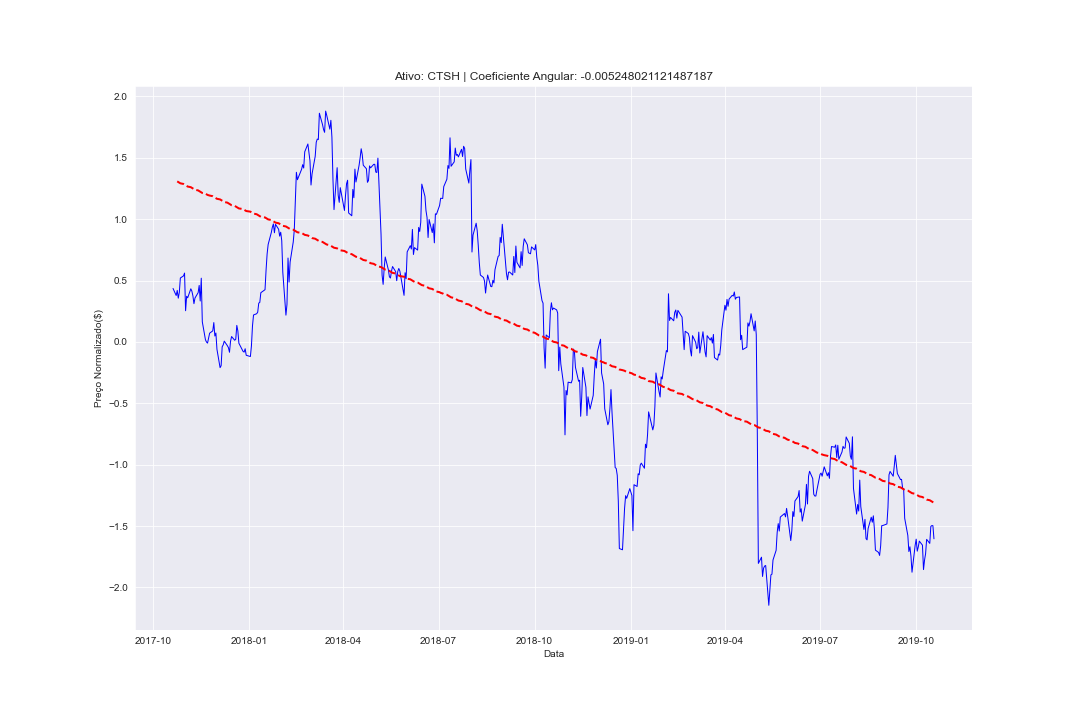 Ativo: CTSH | Coeficiente Angular: -0.005248021121487187
Preço Normalizado($)
2.0
1.5
1.0
0.5
0.0
−0.5
−1.0
−1.5
−2.0
2017-10 2018-01 2018-04 2018-07 2018-10 2019-01 2019-04 2019-07 2019-10
Data